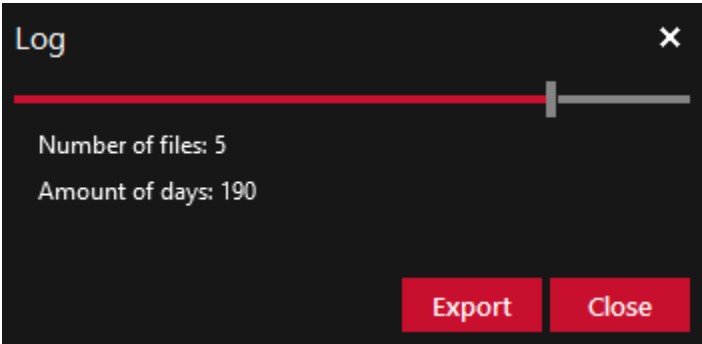 Log
Number of files: 5
Amount of days: 190
Export Close